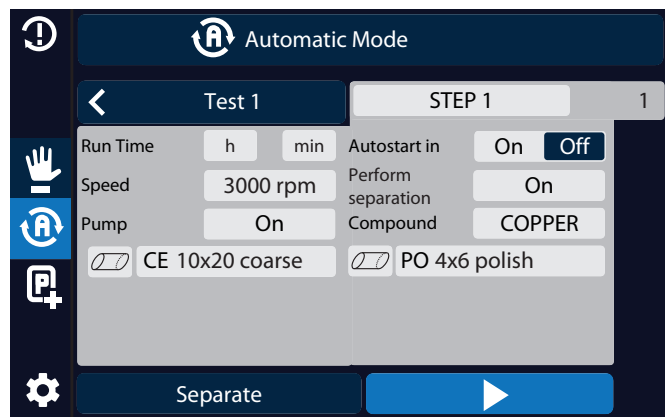 Automatic Mode
Test 1
STEP 1
1
Run Time
h
min
Autostart in
On
Off
Speed
3000 rpm
Perform
separation
On
Pump
On
Compound
COPPER
CE 10x20 coarse
PO 4x6 polish
Separate